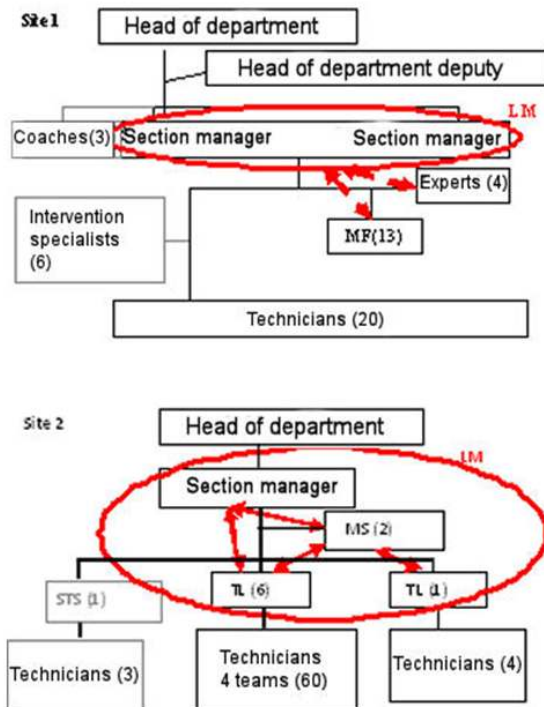 Site 1
Head of department
Head of department deputy
LM
Coaches(3)
Section manager
Section manager
Experts (4)
Intervention
specialists
(6)
MF(13)
Technicians (20)
Site 2
Head of department
LM
Section manager
MS (2)
STS (1)
TL (6)
TL (1)
Technicians (3)
Technicians
4 teams (60)
Technicians (4)